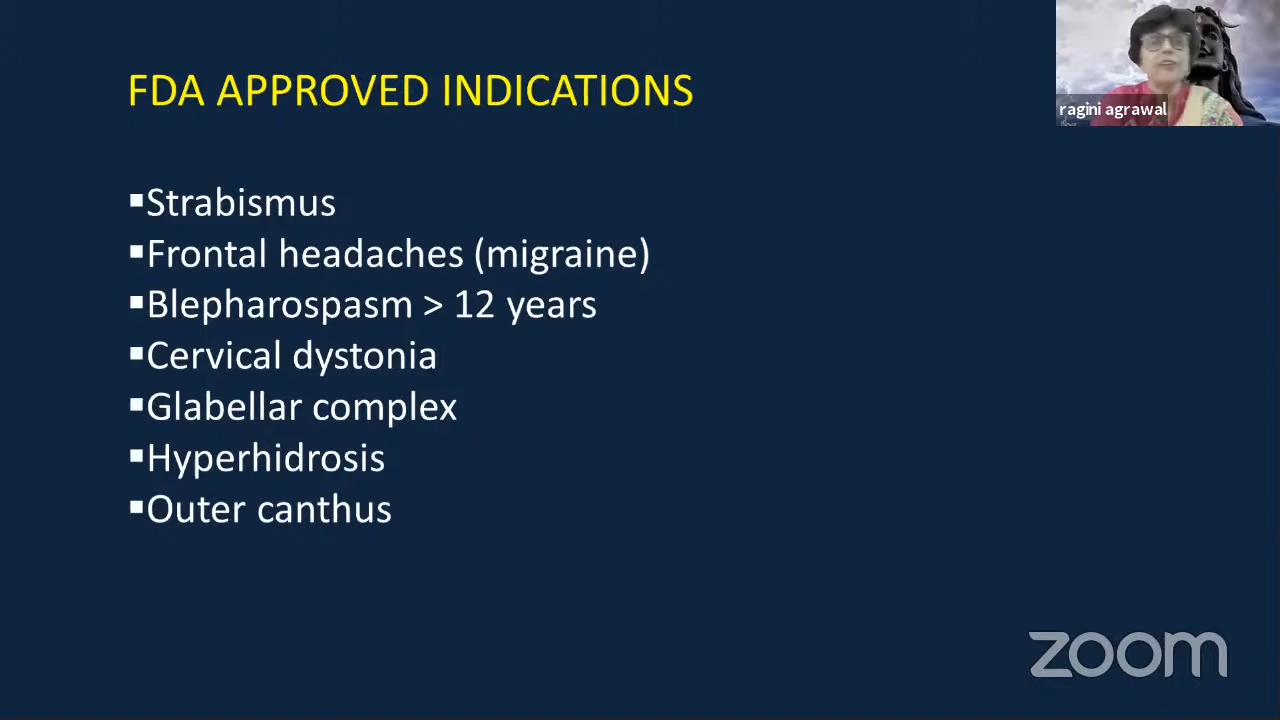 FDA APPROVED INDICATIONS
ragini agrawal
▪Strabismus
▪Frontal headaches (migraine)
▪Blepharospasm > 12 years
▪Cervical dystonia
▪Glabellar complex
▪Hyperhidrosis
▪Outer canthus
zoom